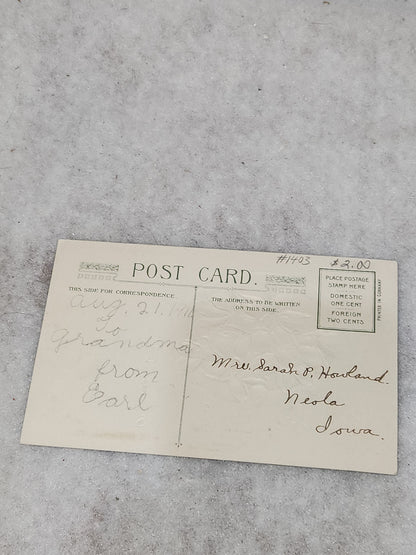 #1403 $2.00
POST CARD.
PLACE POSTAGE
STAMP HERE
DOMESTIC
ONE CENT
FOREIGN
TWO CENTS
PRINTED IN GERMANY
THIS SIDE FOR CORRESPONDENCE
THE ADDRESS TO BE WRITTEN
ON THIS SIDE
Aug. 21,
To
Grandma
from
Earl
Mrs. Sarah P. Howland.
Neola
Iowa.